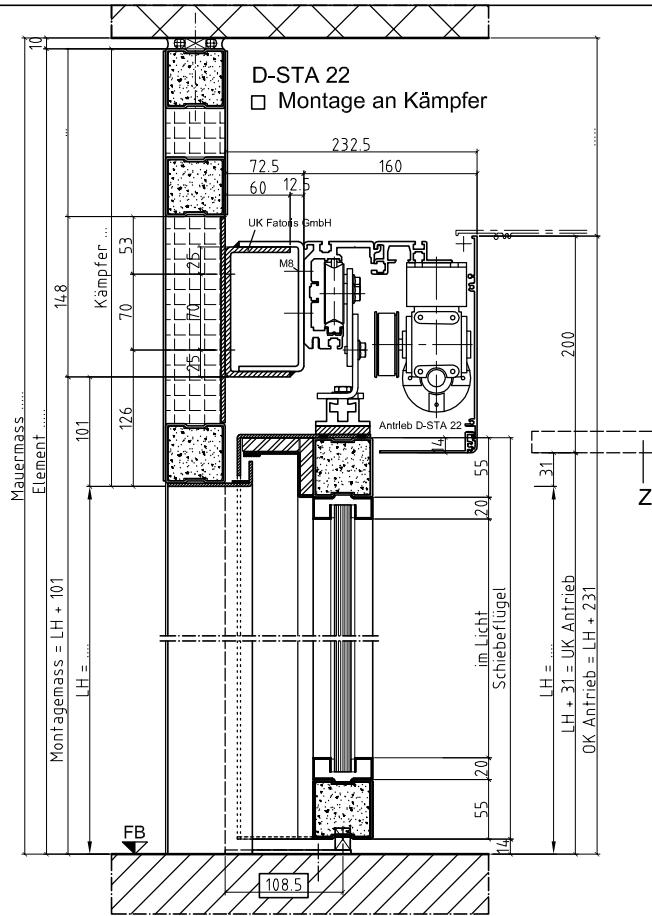 10
D-STA 22
□ Montage an Kämpfer
232.5
72.5
160
60
12.5
UK Fatoris GmbH
M8
25
70
25
53
70
126
148
101
Kämpfer ...
...
Mauermass .....
Element .....
Montagemass = LH + 101
LH = ....
Antrieb D-STA 22
14
55
20
im Licht
Schiebeflügel
20
55
14
200
31
Z
LH = ....
LH + 31 = UK Antrieb
OK Antrieb = LH + 231
.....
FB
108.5